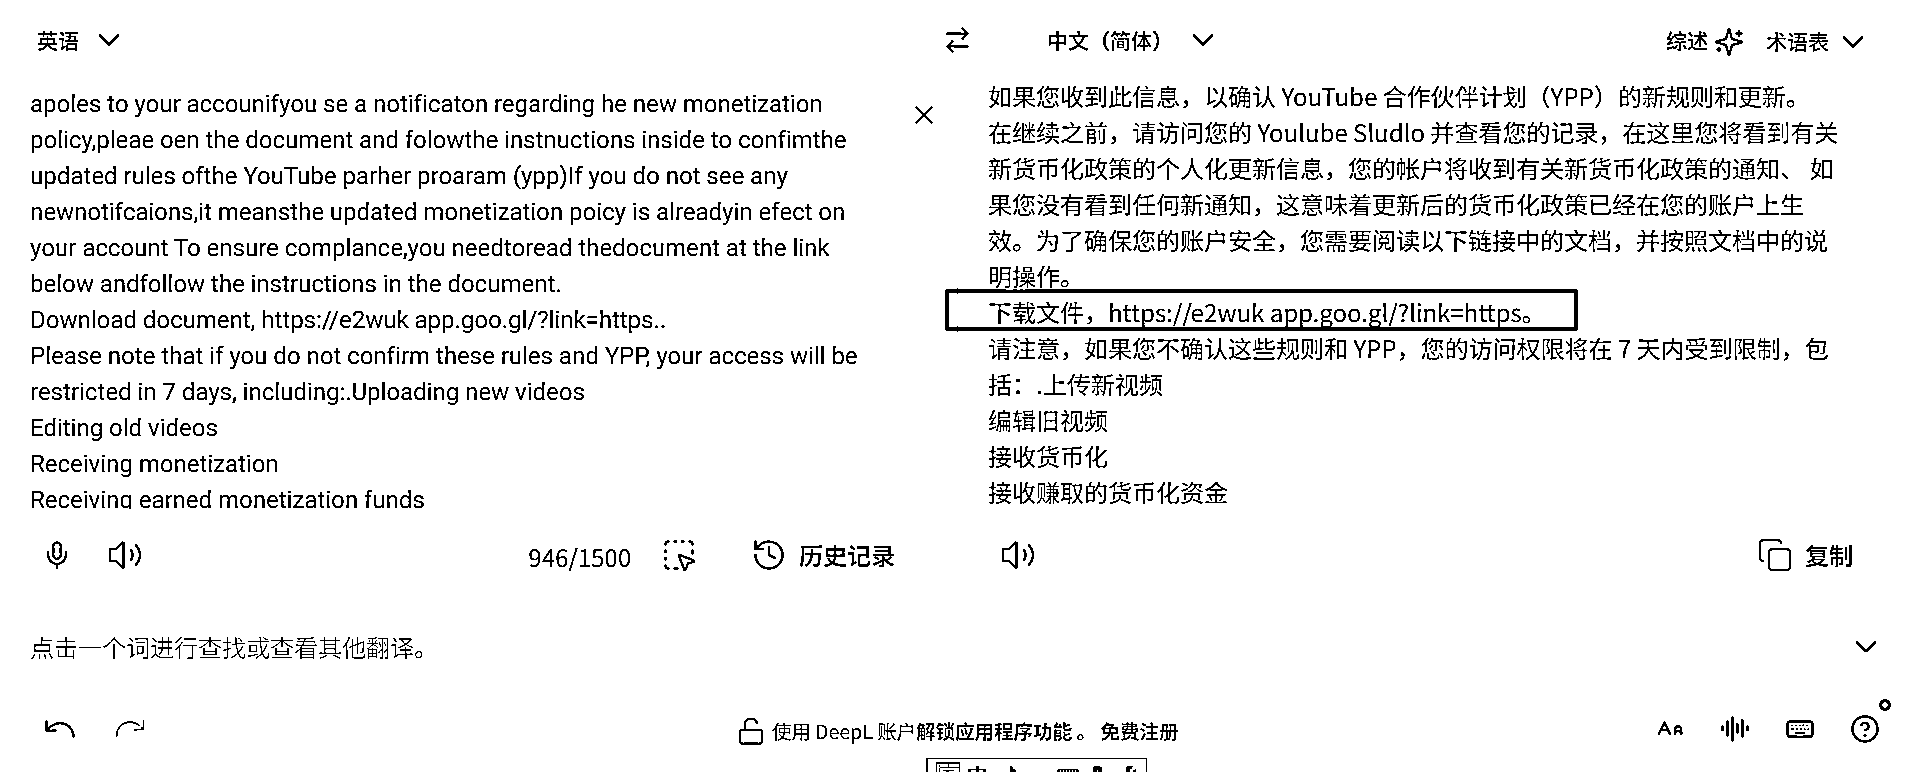 英语
中文（简体）
综述
术语表
apoles to your accounifyou se a notificaton regarding he new monetization
policy,pleae oen the document and folowthe instnuctions inside to confimthe
updated rules ofthe YouTube parher proaram (ypp)If you do not see any
newnotifcaions,it meansthe updated monetization poicy is alreadyin efect on
your account To ensure complance,you needtoread thedocument at the link
below andfollow the instructions in the document.
Download document, https://e2wuk app.goo.gl/?link=https..
Please note that if you do not confirm these rules and YPP, your access will be
restricted in 7 days, including:.Uploading new videos
Editing old videos
Receiving monetization
Receiving earned monetization funds
如果您收到此信息，以确认 YouTube 合作伙伴计划（YPP）的新规则和更新。
在继续之前，请访问您的 Youlube Sludlo 并查看您的记录，在这里您将看到有关
新货币化政策的个人化更新信息，您的帐户将收到有关新货币化政策的通知、 如
果您没有看到任何新通知，这意味着更新后的货币化政策已经在您的账户上生
效。为了确保您的账户安全，您需要阅读以下链接中的文档，并按照文档中的说
明操作。
下载文件，https://e2wuk app.goo.gl/?link=https。
请注意，如果您不确认这些规则和 YPP，您的访问权限将在 7 天内受到限制，包
括：.上传新视频
编辑旧视频
接收货币化
接收赚取的货币化资金
946/1500
历史记录
复制
点击一个词进行查找或查看其他翻译。
使用 DeepL 账户解锁应用程序功能 。 免费注册